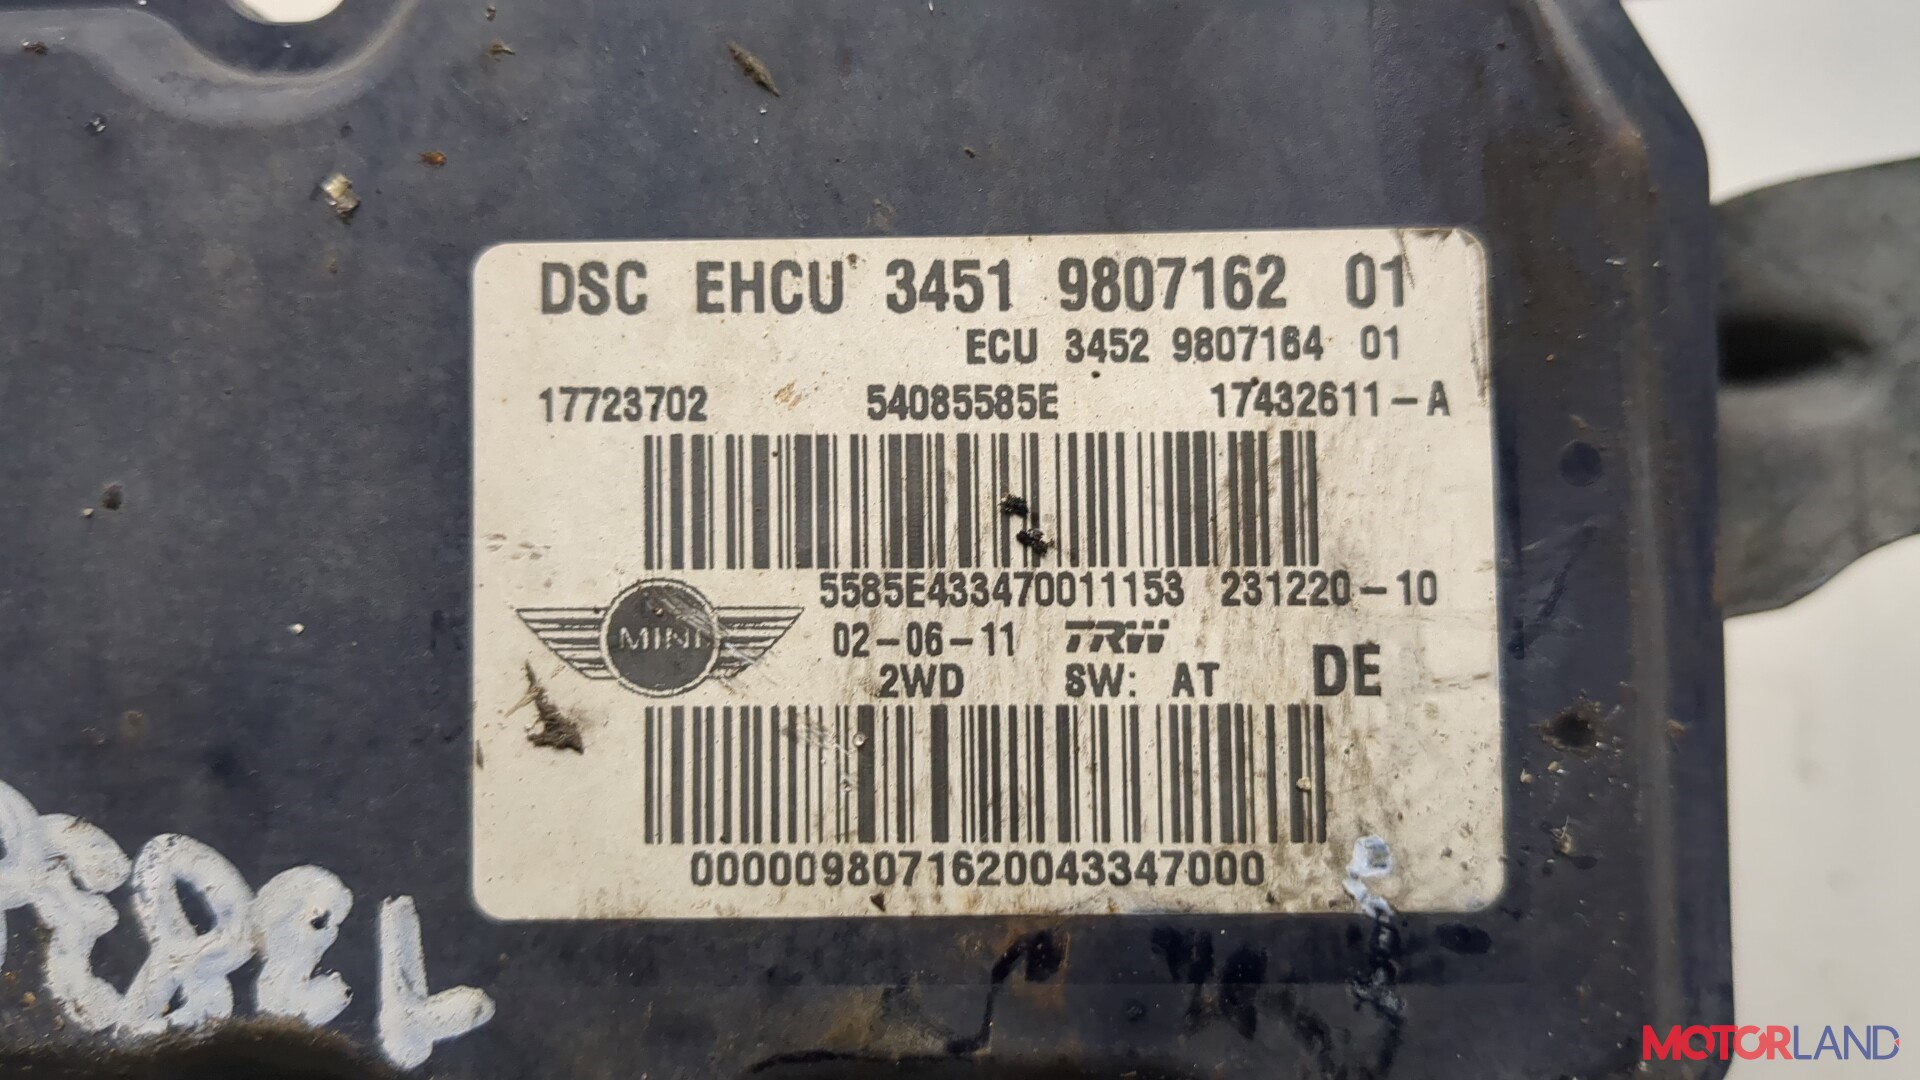 DSC EHCU 3451 9807162 01
ECU 3452 9807164 01
17723702 54085585E 17432611-A
5585E433470011153 231220-10
MINI 02-06-11 TRW
2WD SW: AT DE
0000098071620043347000
MOTORLAND